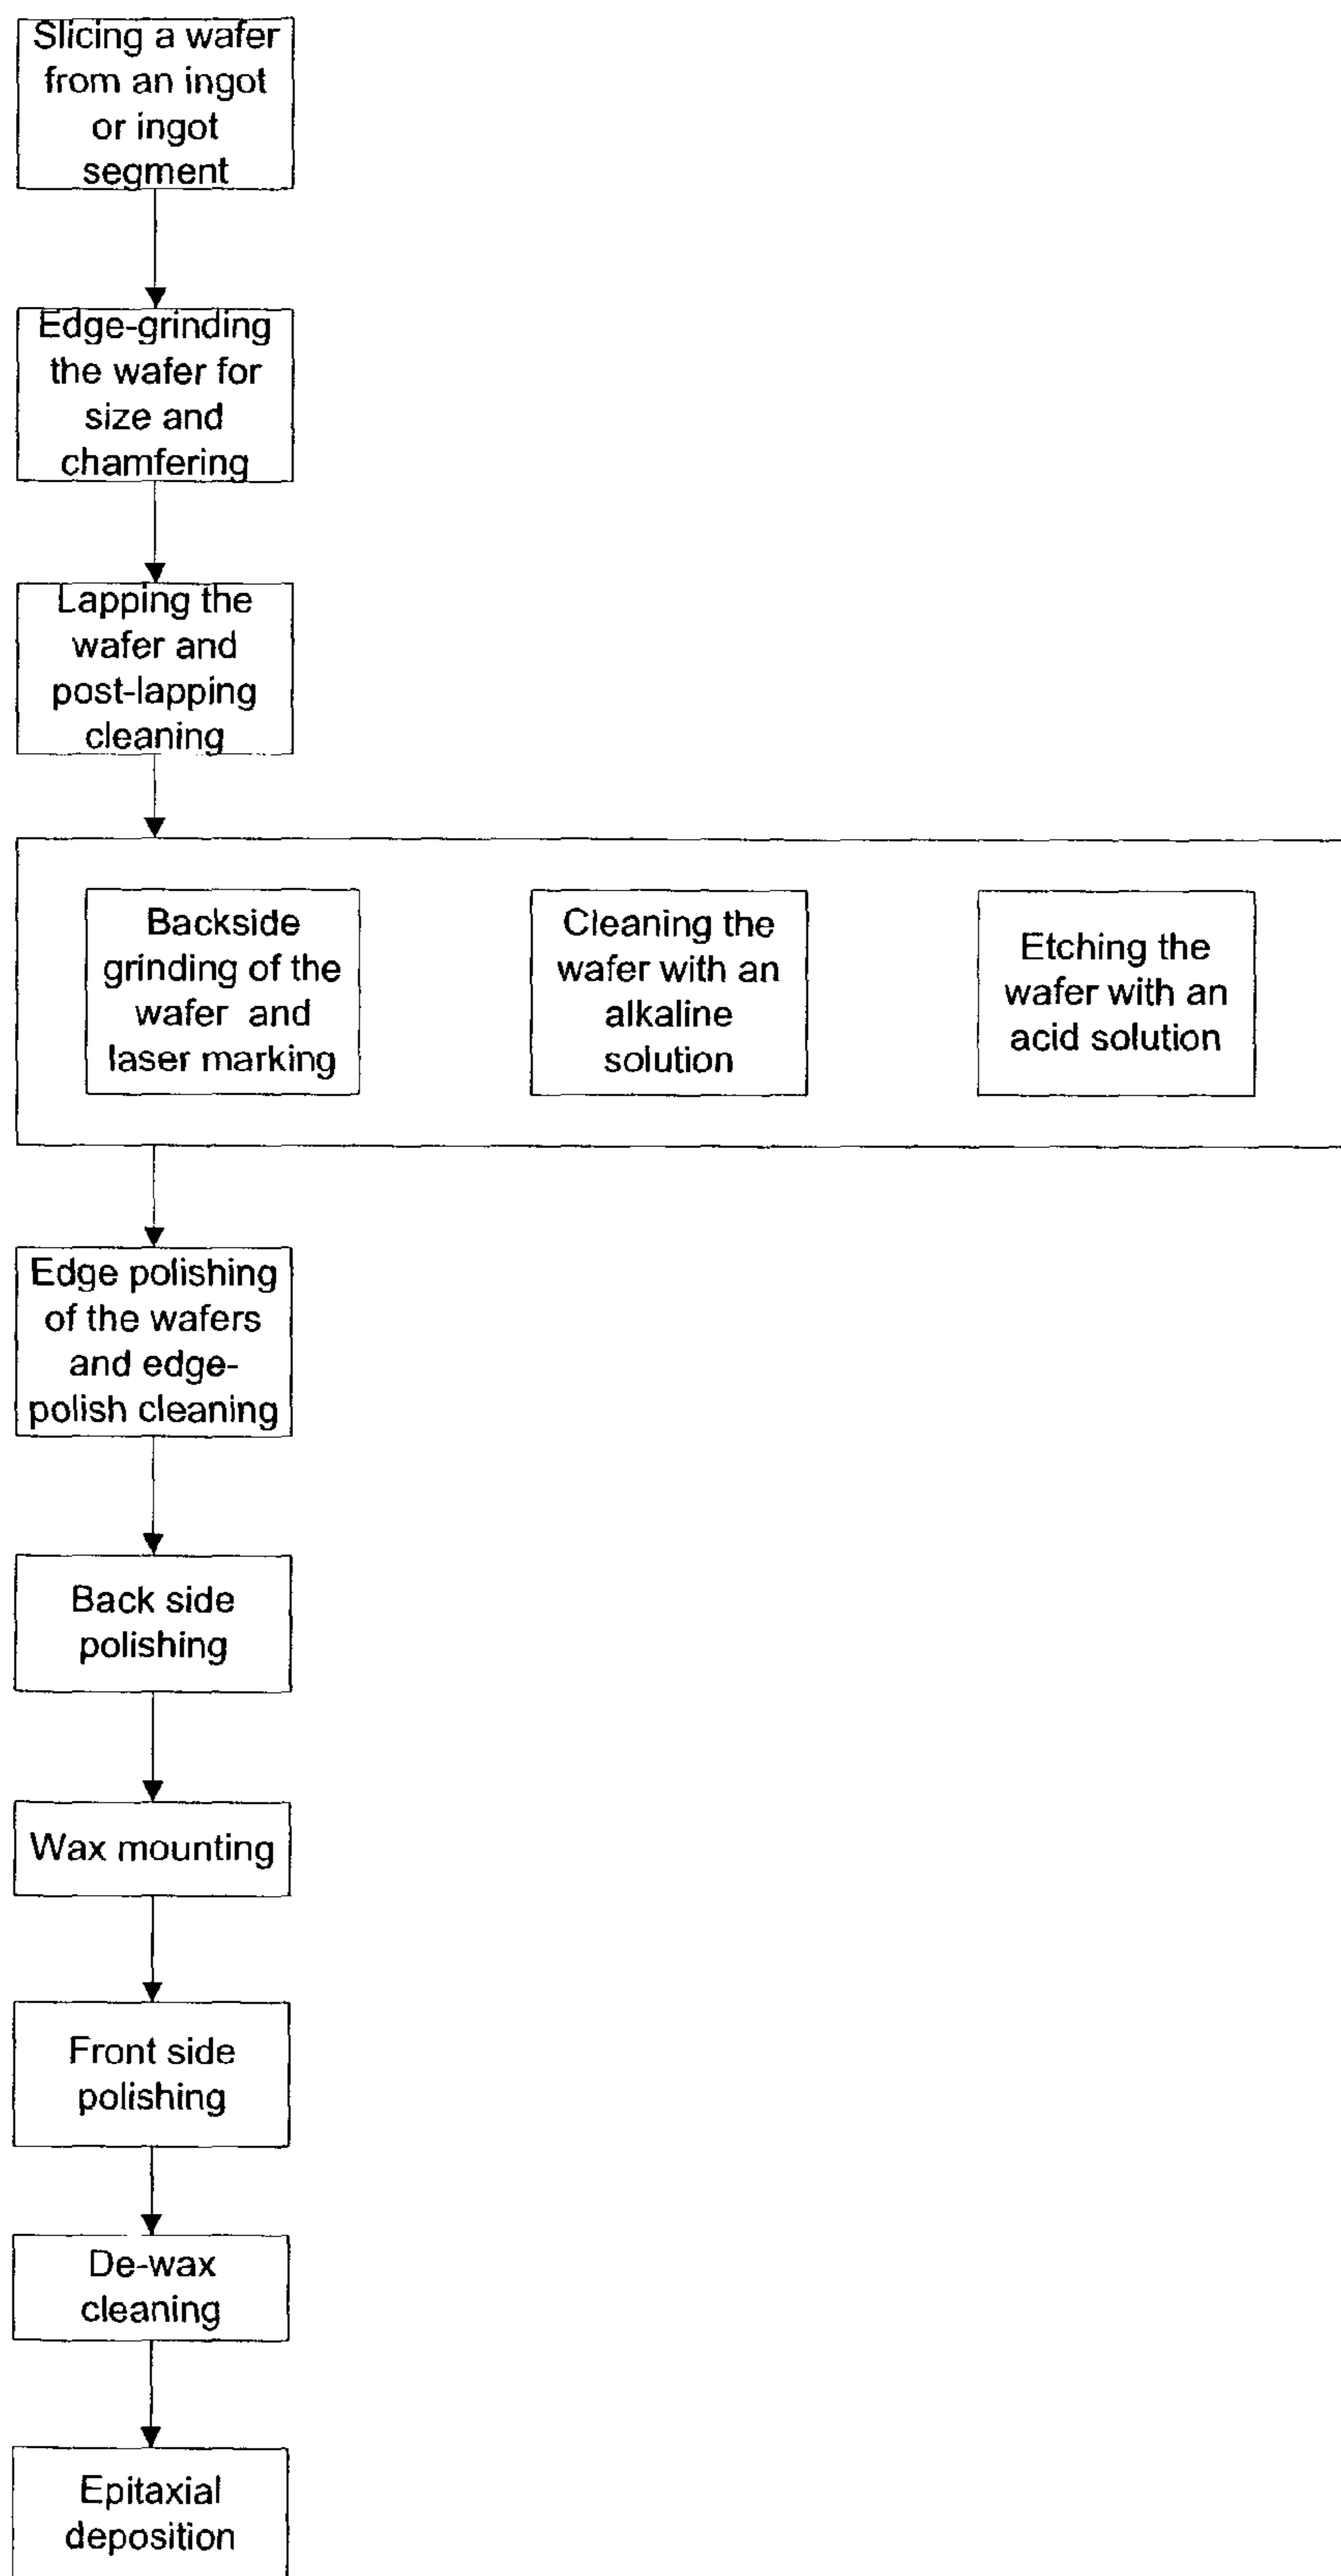 Slicing a wafer
from an ingot
or ingot
segment
Edge-grinding
the wafer for
size and
chamfering
Lapping the
wafer and
post-lapping
cleaning
Backside
grinding of the
wafer and
laser marking
Cleaning the
wafer with an
alkaline
solution
Etching the
wafer with an
acid solution
Edge polishing
of the wafers
and edge-
polish cleaning
Back side
polishing
Wax mounting
Front side
polishing
De-wax
cleaning
Epitaxial
deposition